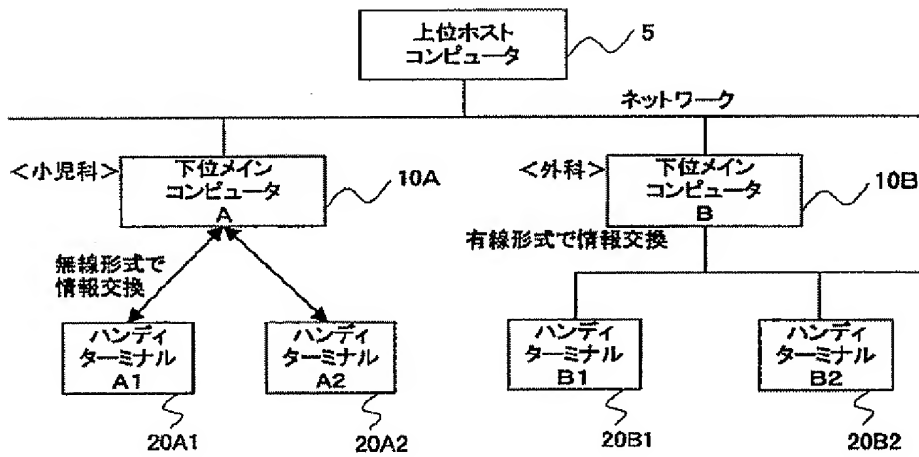 上位ホスト
コンピュータ
5
ネットワーク
<小児科>
下位メイン
コンピュータ
A
10A
<外科>
下位メイン
コンピュータ
B
10B
無線形式で
情報交換
有線形式で情報交換
ハンディ
ターミナル
A1
ハンディ
ターミナル
A2
ハンディ
ターミナル
B1
ハンディ
ターミナル
B2
20A1
20A2
20B1
20B2